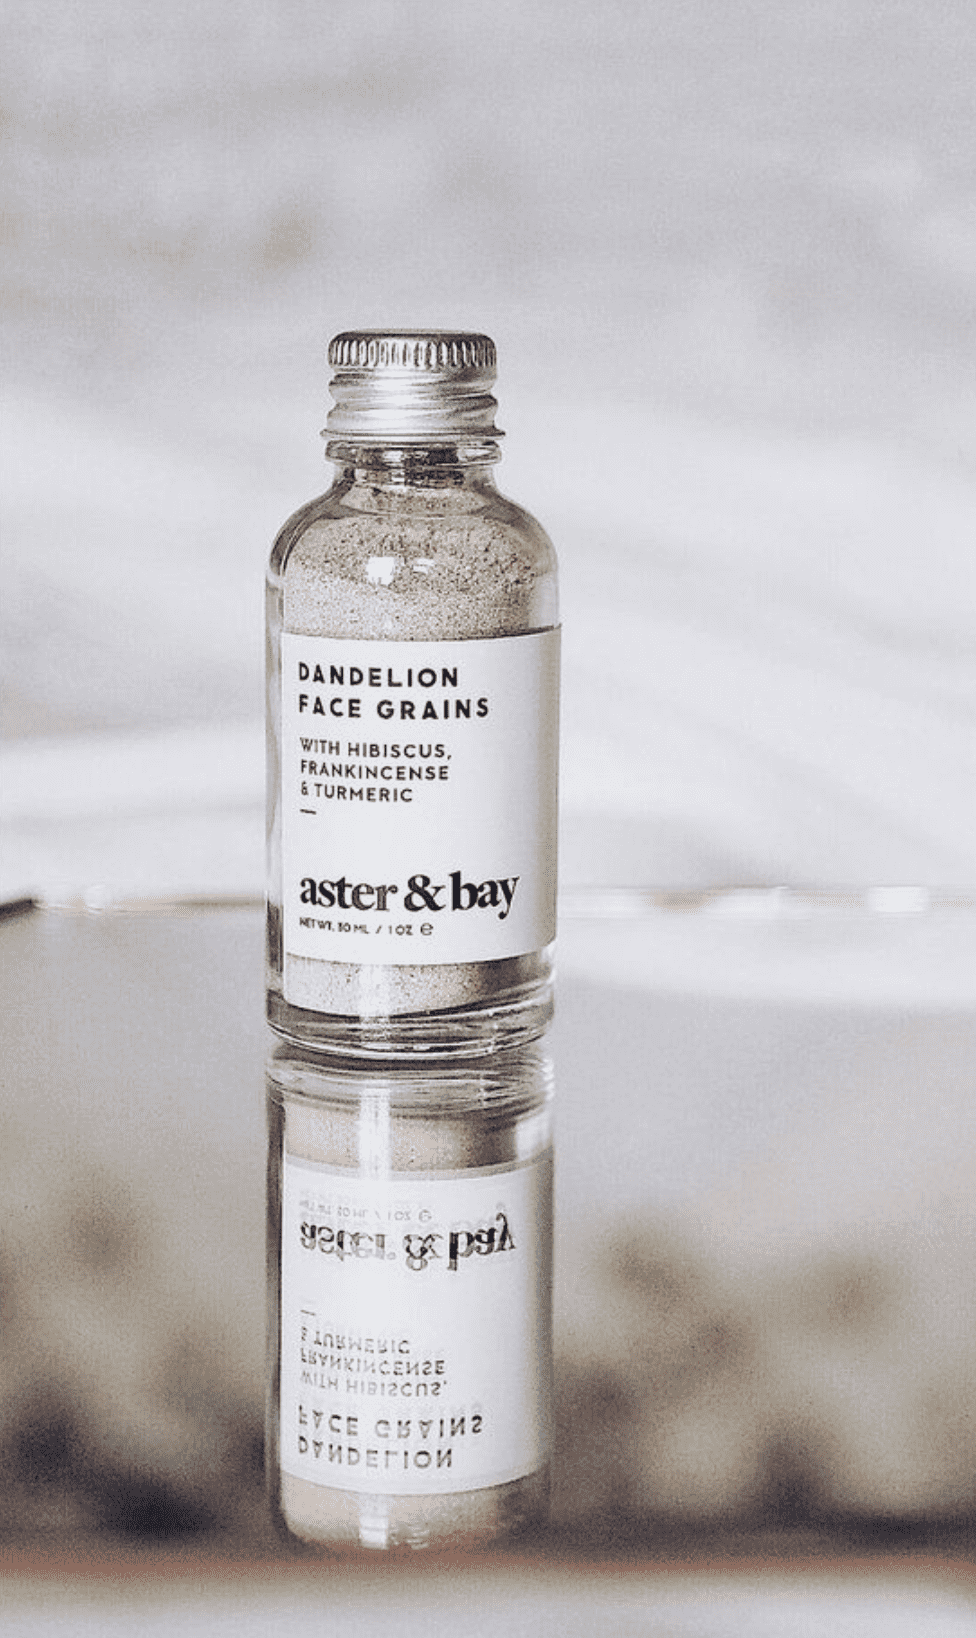 DANDELION
FACE GRAINS
WITH HIBISCUS,
FRANKINCENSE
& TURMERIC
aster & bay
NET WT. 30 ML / 1 OZ ℮